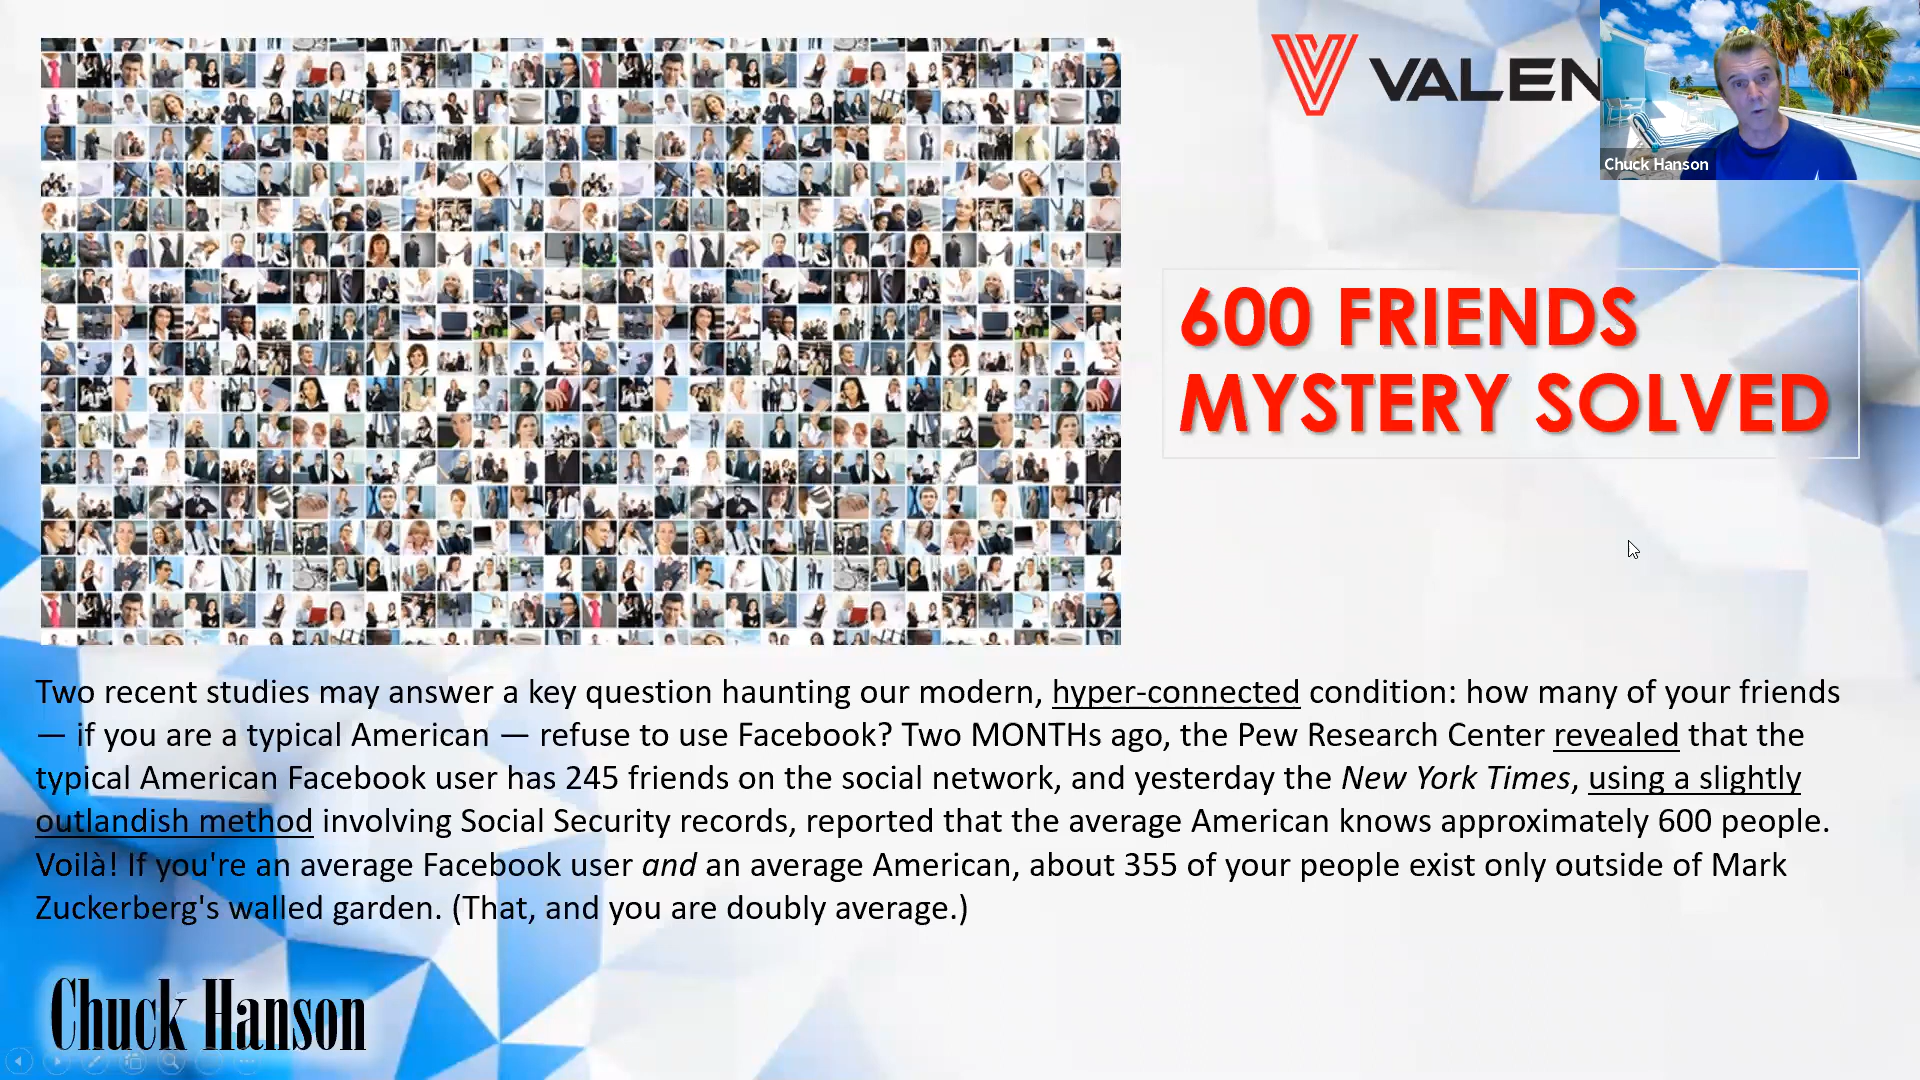 VALEN
Chuck Hanson
600 FRIENDS
MYSTERY SOLVED
Two recent studies may answer a key question haunting our modern, hyper-connected condition: how many of your friends
— if you are a typical American — refuse to use Facebook? Two MONTHs ago, the Pew Research Center revealed that the
typical American Facebook user has 245 friends on the social network, and yesterday the New York Times, using a slightly
outlandish method involving Social Security records, reported that the average American knows approximately 600 people.
Voilà! If you're an average Facebook user and an average American, about 355 of your people exist only outside of Mark
Zuckerberg's walled garden. (That, and you are doubly average.)
Chuck Hanson